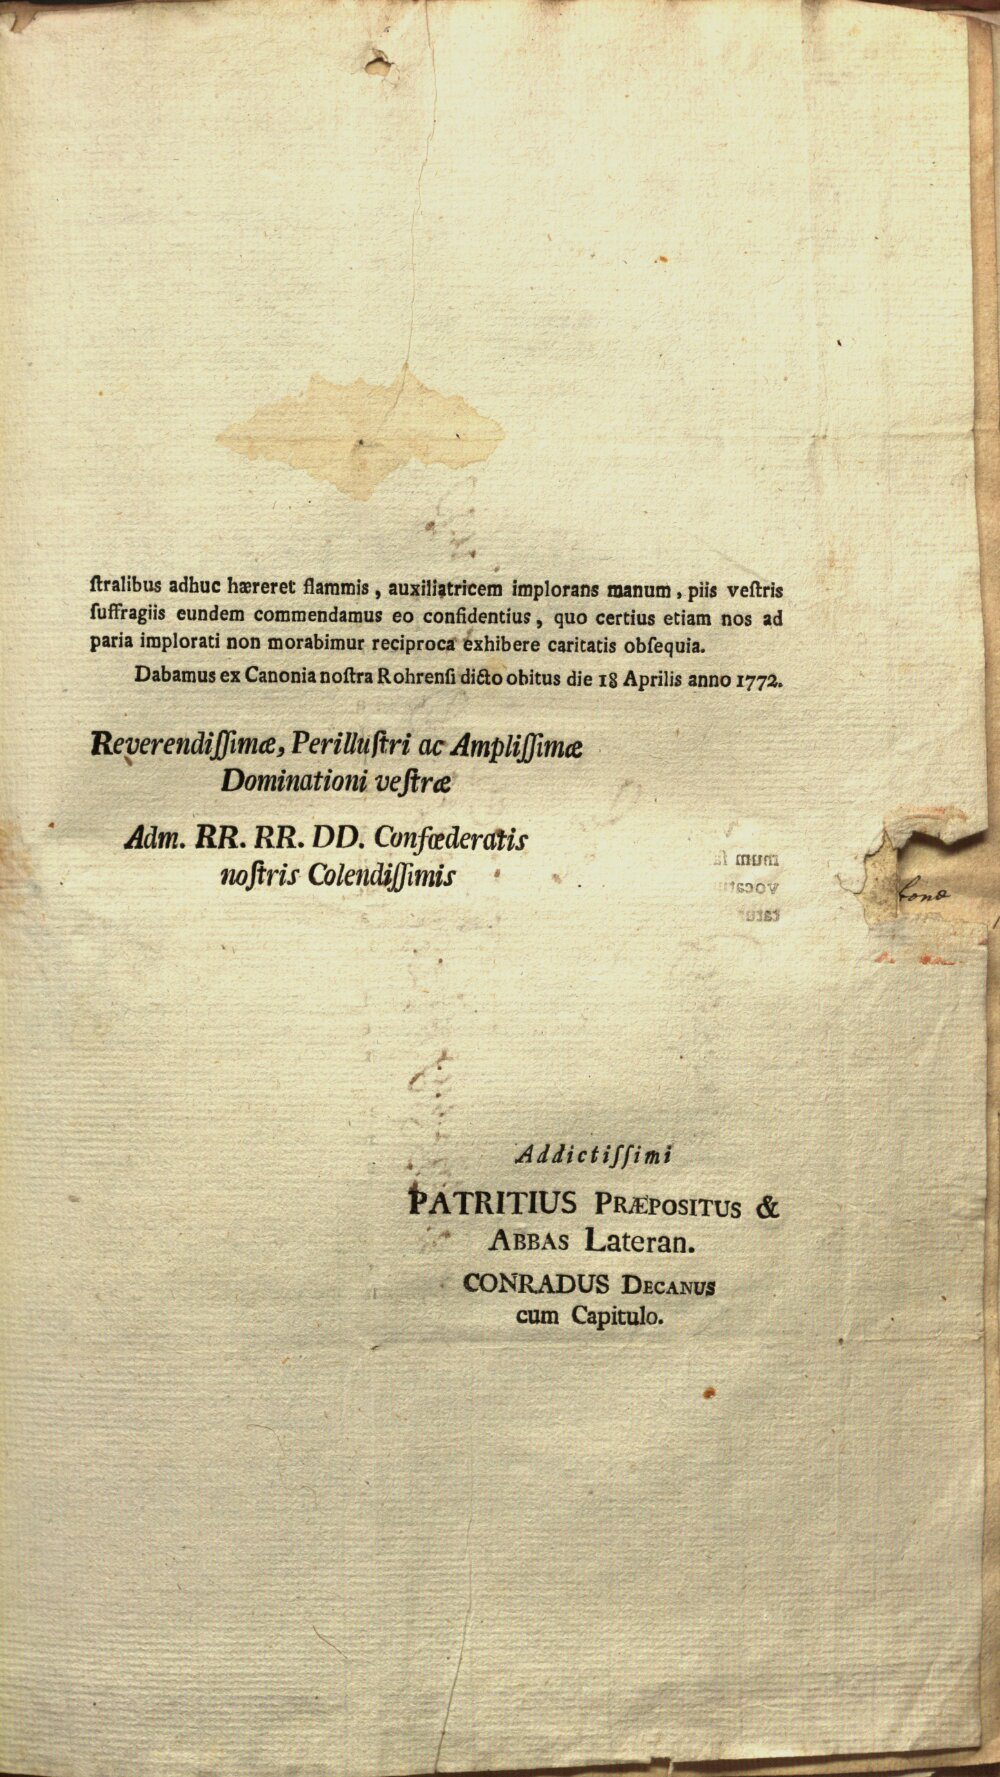 ſtralibus adhuc hæreret flammis, auxiliatricem implorans manum, piis veſtris
ſuffragiis eundem commendamus eo confidentius, quo certius etiam nos ad
paria implorati non morabimur reciproca exhibere caritatis obſequia.
Dabamus ex Canonia noſtra Rohrenſi dicto obitus die 18 Aprilis anno 1772.
Reverendiſſimæ, Perilluſtri ac Ampliſſimæ
Dominationi veſtræ
Adm. RR. RR. DD. Confœderatis
noſtris Colendiſſimis
bono
Addictiſſimi
PATRITIUS PRÆPOSITUS &
ABBAS Lateran.
CONRADUS DECANUS
cum Capitulo.